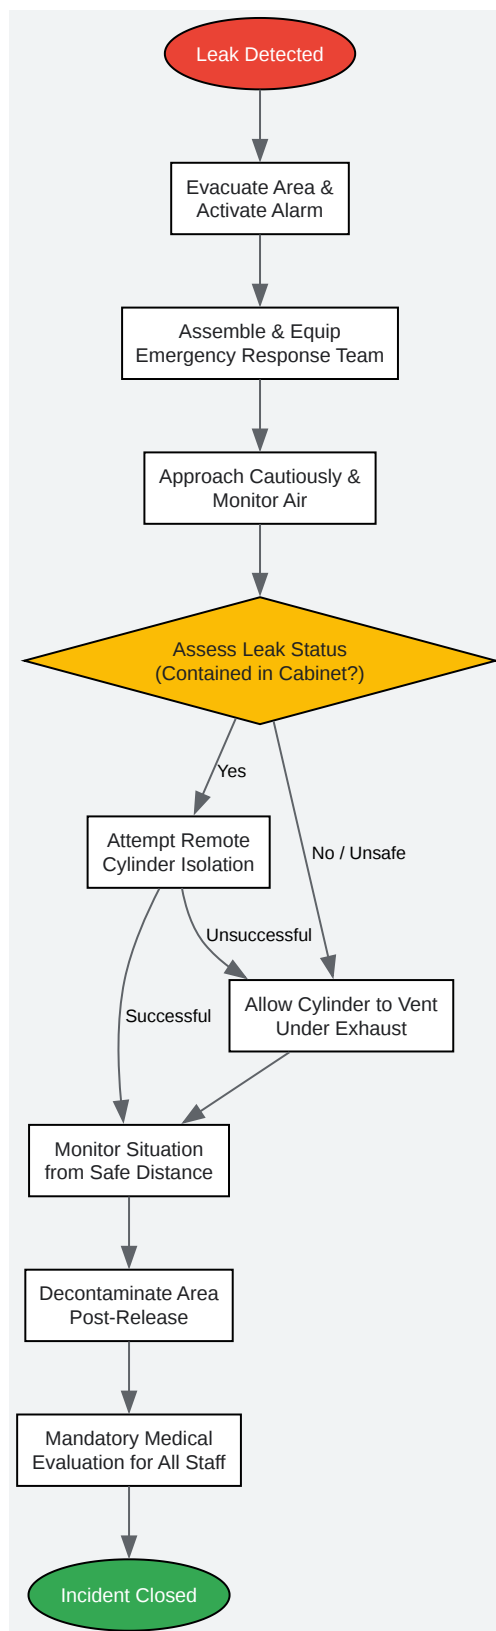 Leak Detected
Evacuate Area &
Activate Alarm
Assemble & Equip
Emergency Response Team
Approach Cautiously &
Monitor Air
Assess Leak Status
(Contained in Cabinet?)
Yes
Attempt Remote
Cylinder Isolation
No / Unsafe
Unsuccessful
Allow Cylinder to Vent
Under Exhaust
Successful
Monitor Situation
from Safe Distance
Decontaminate Area
Post-Release
Mandatory Medical
Evaluation for All Staff
Incident Closed